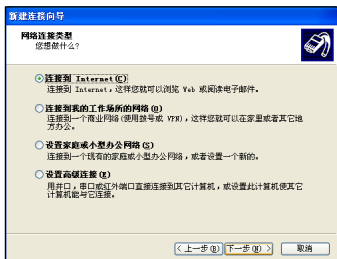 新建连接向导
网络连接类型
您想做什么?
连接到 Internet(C)
连接到 Internet，这样您就可以浏览 Web 或阅读电子邮件。
连接到我的工作场所的网络(O)
连接到一个商业网络(使用拨号或 VPN)，这样您就可以在家里或者其它地
方办公。
设置家庭或小型办公网络(S)
连接到一个现有的家庭或小型办公网络，或者设置一个新的。
设置高级连接(E)
用并口，串口或红外端口直接连接到其它计算机，或设置此计算机使其它
计算机能与它连接。
< 上一步(B) 下一步(N) > 取消